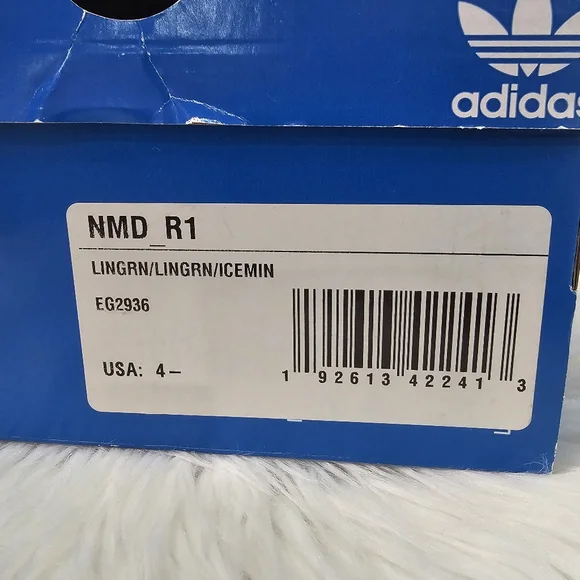 adidas
NMD_R1
LINGRN/LINGRN/ICEMIN
EG2936
USA: 4–
1 92613 42241 3